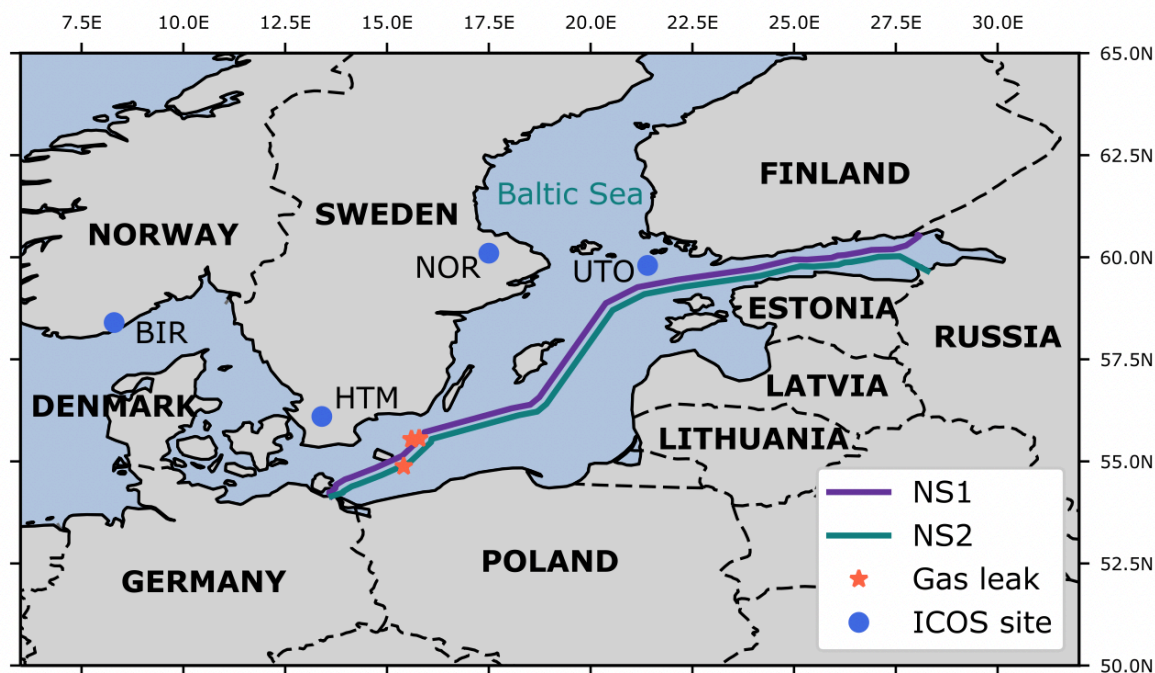 7.5E 10.0E 12.5E 15.0E 17.5E 20.0E 22.5E 25.0E 27.5E 30.0E
65.0N
62.5N
FINLAND
Baltic Sea
SWEDEN
NORWAY
60.0N
NOR
UTO
ESTONIA
BIR
RUSSIA
57.5N
LATVIA
HTM
DENMARK
LITHUANIA
55.0N
NS1
NS2
52.5N
POLAND
GERMANY
Gas leak
ICOS site
50.0N